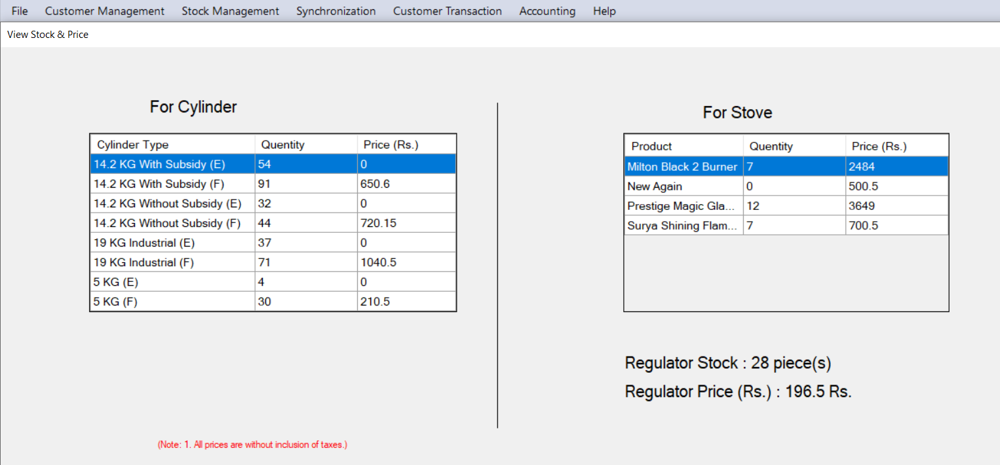 File Customer Management Stock Management Synchronization Customer Transaction Accounting Help
View Stock & Price
For Cylinder
Cylinder Type Quentity Price (Rs.)
14.2 KG With Subsidy (E) 54 0
14.2 KG With Subsidy (F) 91 650.6
14.2 KG Without Subsidy (E) 32 0
14.2 KG Without Subsidy (F) 44 720.15
19 KG Industrial (E) 37 0
19 KG Industrial (F) 71 1040.5
5 KG (E) 4 0
5 KG (F) 30 210.5
(Note: 1. All prices are without inclusion of taxes.)
For Stove
Product Quentity Price (Rs.)
Milton Black 2 Burner 7 2484
New Again 0 500.5
Prestige Magic Gla... 12 3649
Surya Shining Flam... 7 700.5
Regulator Stock : 28 piece(s)
Regulator Price (Rs.) : 196.5 Rs.